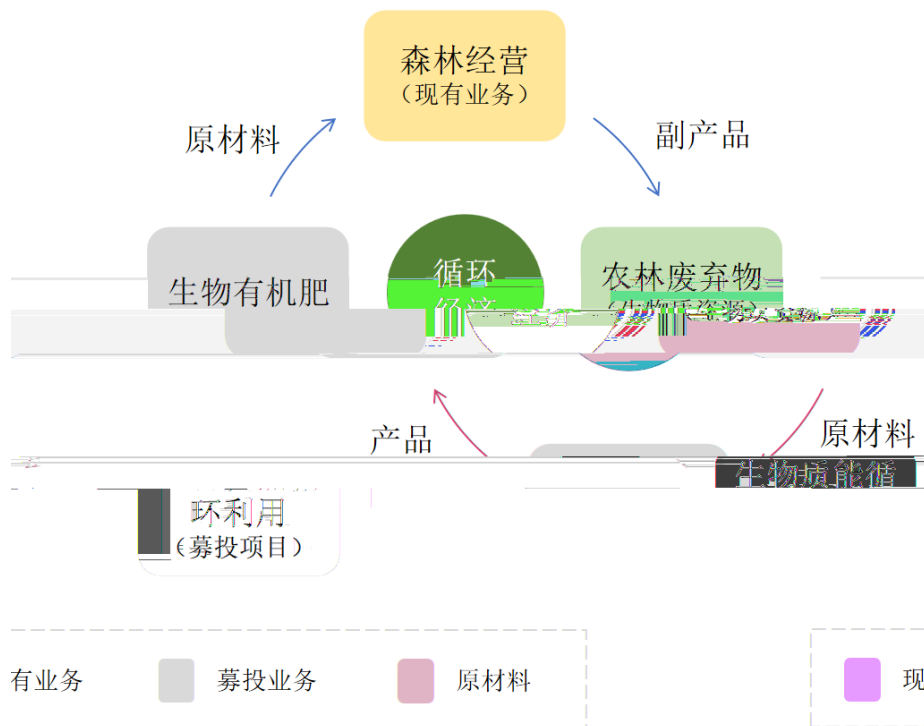 森林经营
（现有业务）
原材料
副产品
生物有机肥
循环
经济
农林废弃物
产品
原材料
生物质能循
环利用
（募投项目）
有业务
募投业务
原材料
现